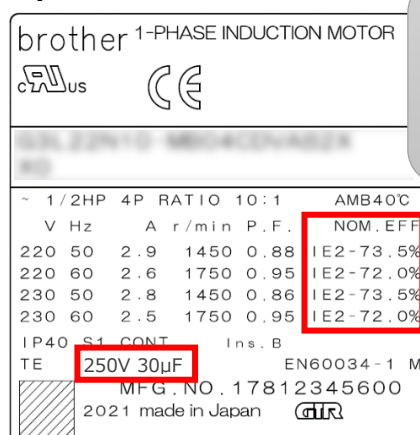 brother 1-PHASE INDUCTION MOTOR
c RU us CE
~ 1/2HP 4P RATIO 10:1 AMB40℃
V Hz A r/min P.F. NOM.EFF
220 50 2.9 1450 0.88 IE2-73.5%
220 60 2.6 1750 0.95 IE2-72.0%
230 50 2.8 1450 0.86 IE2-73.5%
230 60 2.5 1750 0.95 IE2-72.0%
IP40 S1 CONT Ins.B
TE 250V 30μF EN60034-1 M
MFG.NO.17812345600
2021 made in Japan GTR